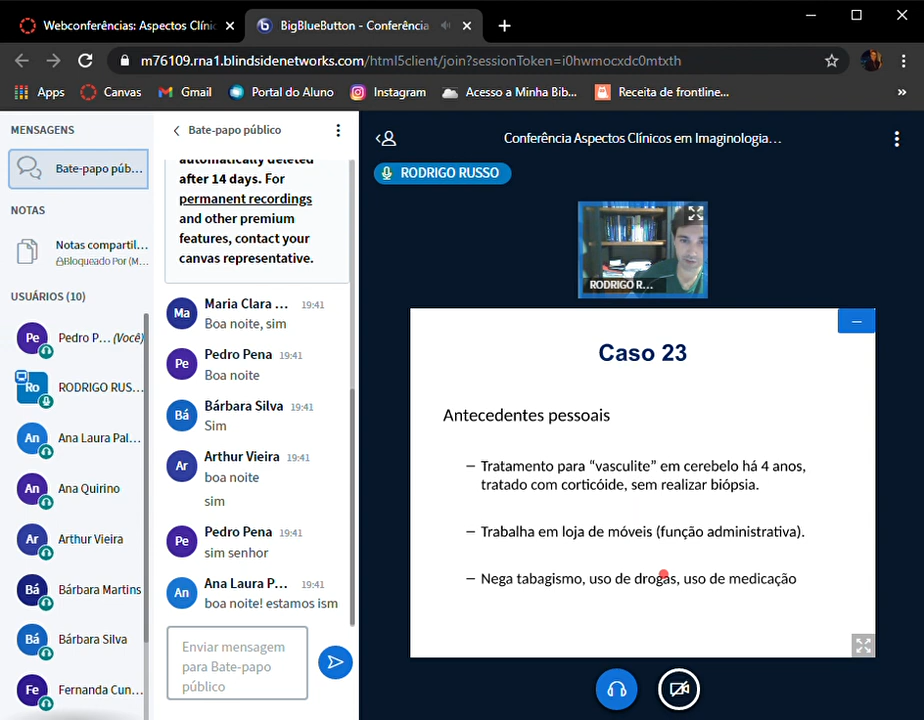 Webconferências: Aspectos Clínic
BigBlueButton - Conferência
m76109.rna1.blindsidenetworks.com/html5client/join?sessionToken=i0hwmocxdc0mtxth
Apps
Canvas
Gmail
Portal do Aluno
Instagram
Acesso a Minha Bib...
Receita de frontline...
»
MENSAGENS
Bate-papo púb...
NOTAS
Notas compartil...
Bloqueado Por (M...
USUÁRIOS (10)
Pe
Pedro P... (Você)
Ro
RODRIGO RUS...
An
Ana Laura Pal...
An
Ana Quirino
Ar
Arthur Vieira
Bá
Bárbara Martins
Bá
Bárbara Silva
Fe
Fernanda Cun...
Bate-papo público
automatically deleted
after 14 days. For
permanent recordings
and other premium
features, contact your
canvas representative.
Ma
Maria Clara ... 19:41
Boa noite, sim
Pe
Pedro Pena 19:41
Boa noite
Bá
Bárbara Silva 19:41
Sim
Ar
Arthur Vieira 19:41
boa noite
sim
Pe
Pedro Pena 19:41
sim senhor
An
Ana Laura P... 19:41
boa noite! estamos ism
Enviar mensagem
para Bate-papo
público
Conferência Aspectos Clínicos em Imaginologia...
RODRIGO RUSSO
RODRIGO R...
Caso 23
Antecedentes pessoais
– Tratamento para “vasculite” em cerebelo há 4 anos,
tratado com corticóide, sem realizar biópsia.
– Trabalha em loja de móveis (função administrativa).
– Nega tabagismo, uso de drogas, uso de medicação